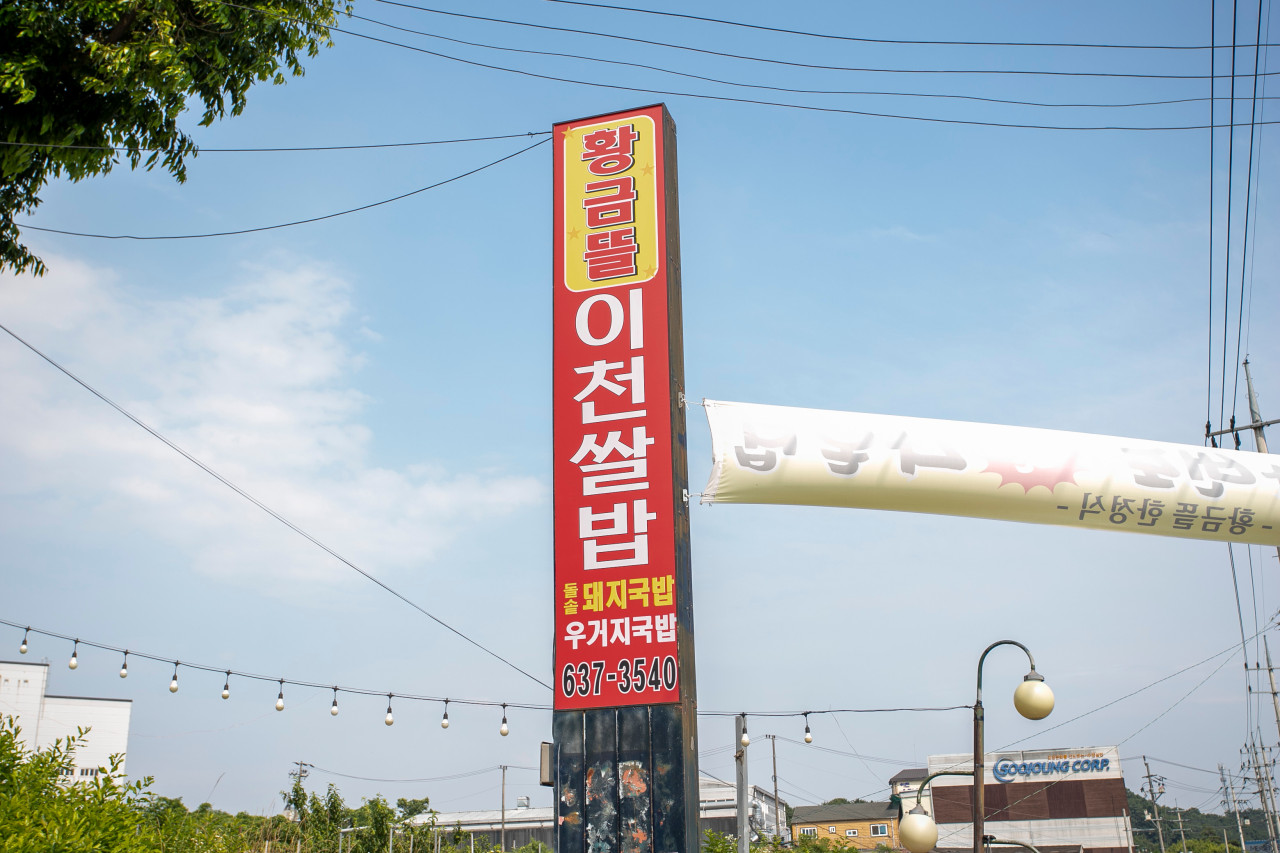 황금뜰
이천쌀밥
돌솥 돼지국밥
우거지국밥
637-3540
- 황금뜰 한정식 -
SOOYOUNG CORP.